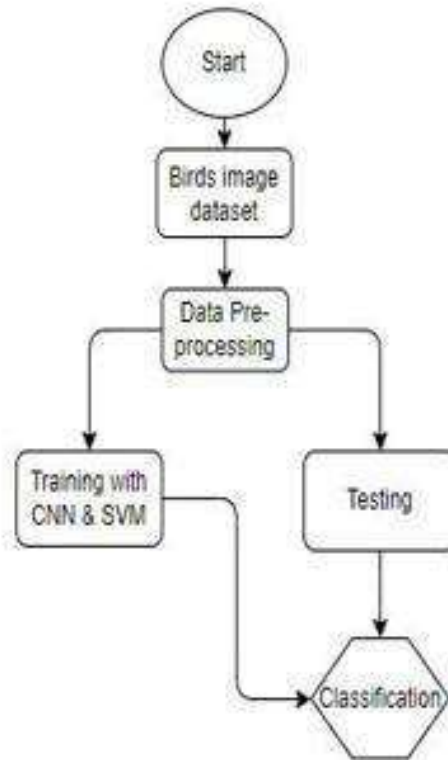 Start
Birds image
dataset
Data Pre-
processing
Training with
CNN & SVM
Testing
Classification